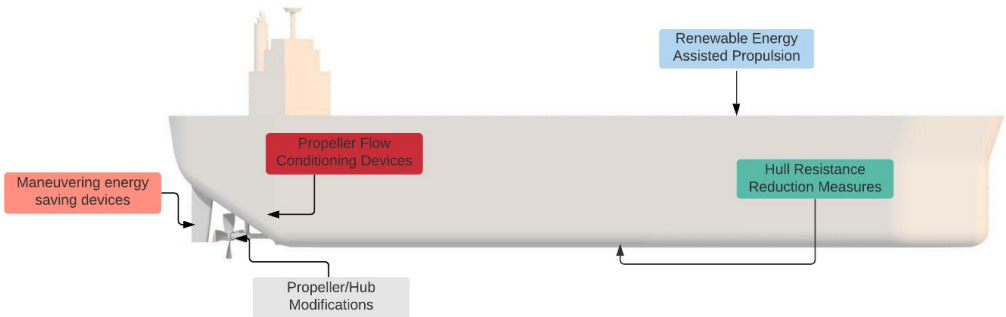 Renewable Energy
Assisted Propulsion
Propeller Flow
Conditioning Devices
Hull Resistance
Reduction Measures
Maneuvering energy
saving devices
Propeller/Hub
Modifications